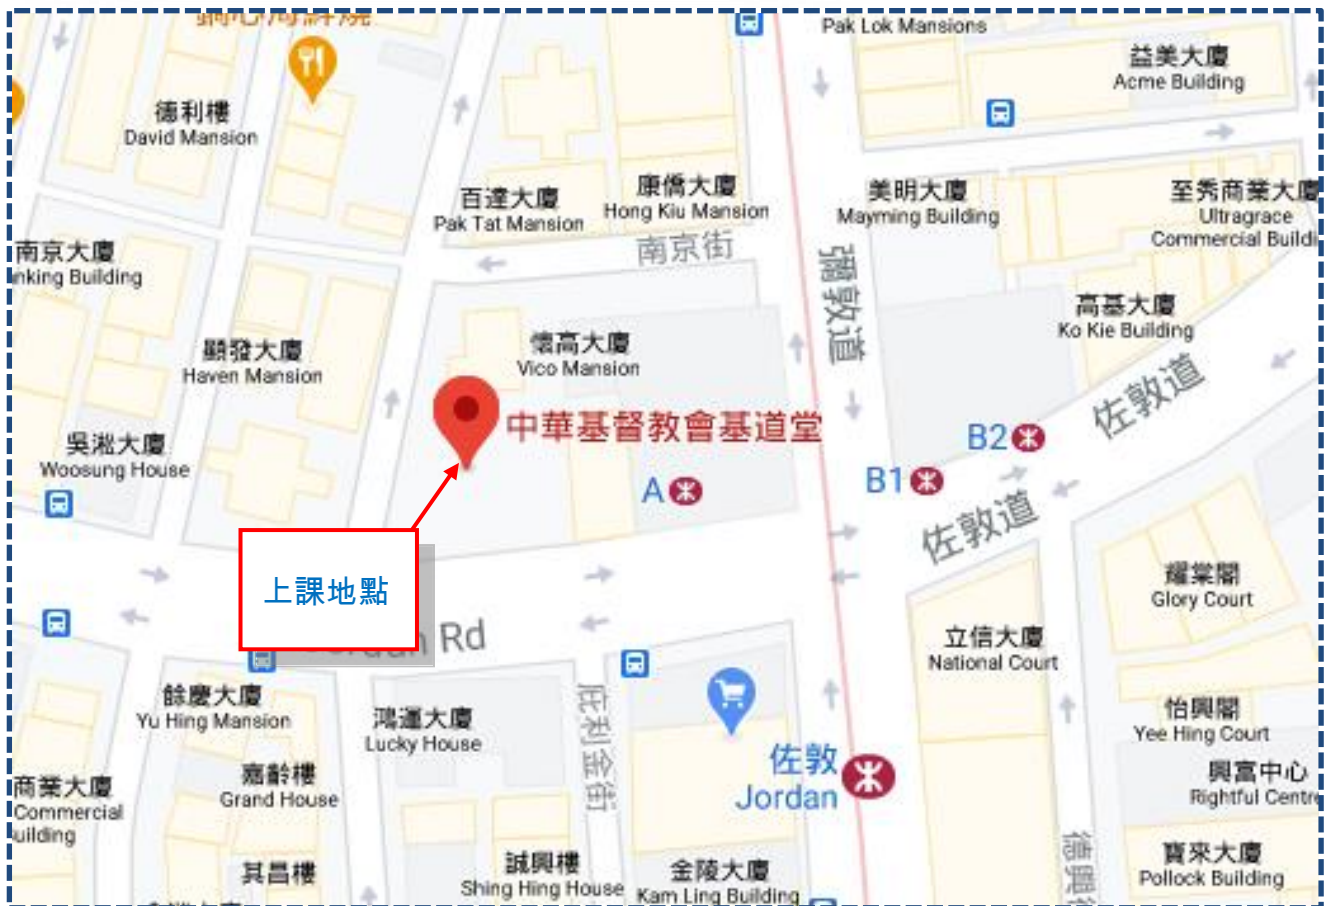 Pak Lok Mansions
益美大廈
Acme Building
德利樓
David Mansion
百達大廈
Pak Tat Mansion
康僑大廈
Hong Kiu Mansion
美明大廈
Mayming Building
至秀商業大廈
Ultragrace
Commercial Buildi
南京街
南京大廈
nking Building
彌敦道
高基大廈
Ko Kie Building
顯發大廈
Haven Mansion
懷高大廈
Vico Mansion
佐敦道
中華基督教會基道堂
吳淞大廈
Woosung House
A
B1
B2
佐敦道
上課地點
Rd
耀棠閣
Glory Court
立信大廈
National Court
餘慶大廈
Yu Hing Mansion
鴻運大廈
Lucky House
庇利金街
怡興閣
Yee Hing Court
佐敦
Jordan
嘉齡樓
Grand House
商業大廈
Commercial
uilding
興富中心
Rightful Centre
其昌樓
誠興樓
Shing Hing House
金陵大廈
Kam Ling Building
德興
寶來大廈
Pollock Building